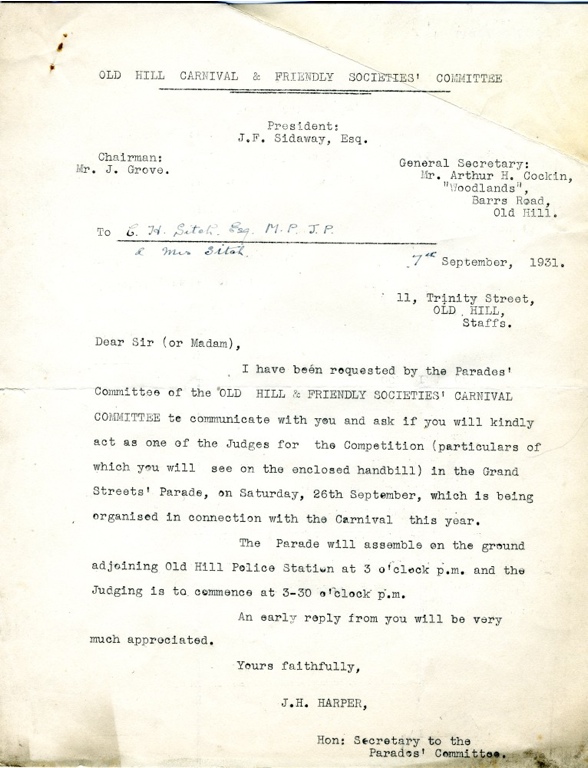 OLD HILL CARNIVAL & FRIENDLY SOCIETIES' COMMITTEE
President:
J.F. Sidaway, Esq.
Chairman:
Mr. J. Grove.
General Secretary:
Mr. Arthur H. Cockin,
"Woodlands",
Barrs Road,
Old Hill.
To C. H. Sitch, Esq. M.P. J.P.
& Mrs Sitch.
7th September, 1931.
11, Trinity Street,
OLD HILL,
Staffs.
Dear Sir (or Madam),
I have been requested by the Parades'
Committee of the OLD HILL & FRIENDLY SOCIETIES' CARNIVAL
COMMITTEE to communicate with you and ask if you will kindly
act as one of the Judges for the Competition (particulars of
which you will see on the enclosed handbill) in the Grand
Streets' Parade, on Saturday, 26th September, which is being
organised in connection with the Carnival this year.
The Parade will assemble on the ground
adjoining Old Hill Police Station at 3 o'clock p.m. and the
Judging is to commence at 3-30 o'clock p.m.
An early reply from you will be very
much appreciated.
Yours faithfully,
J.H. HARPER,
Hon: Secretary to the
Parades' Committee.